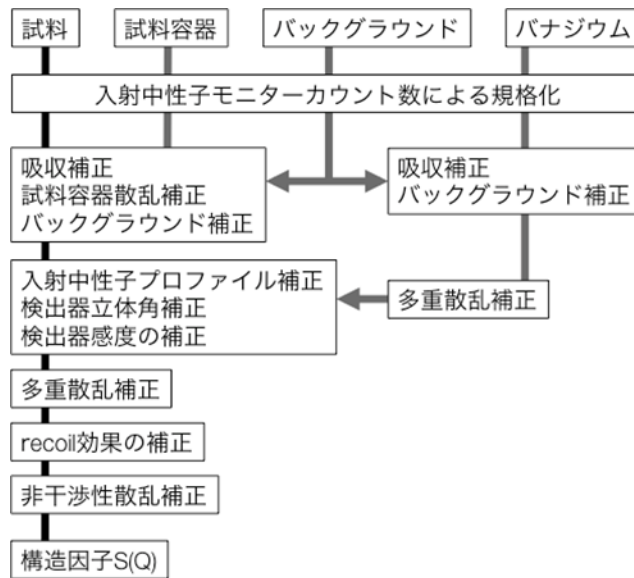 試料
試料容器
バックグラウンド
バナジウム
入射中性子モニターカウント数による規格化
吸収補正
試料容器散乱補正
バックグラウンド補正
吸収補正
バックグラウンド補正
入射中性子プロファイル補正
検出器立体角補正
検出器感度の補正
多重散乱補正
多重散乱補正
recoil効果の補正
非干渉性散乱補正
構造因子S(Q)